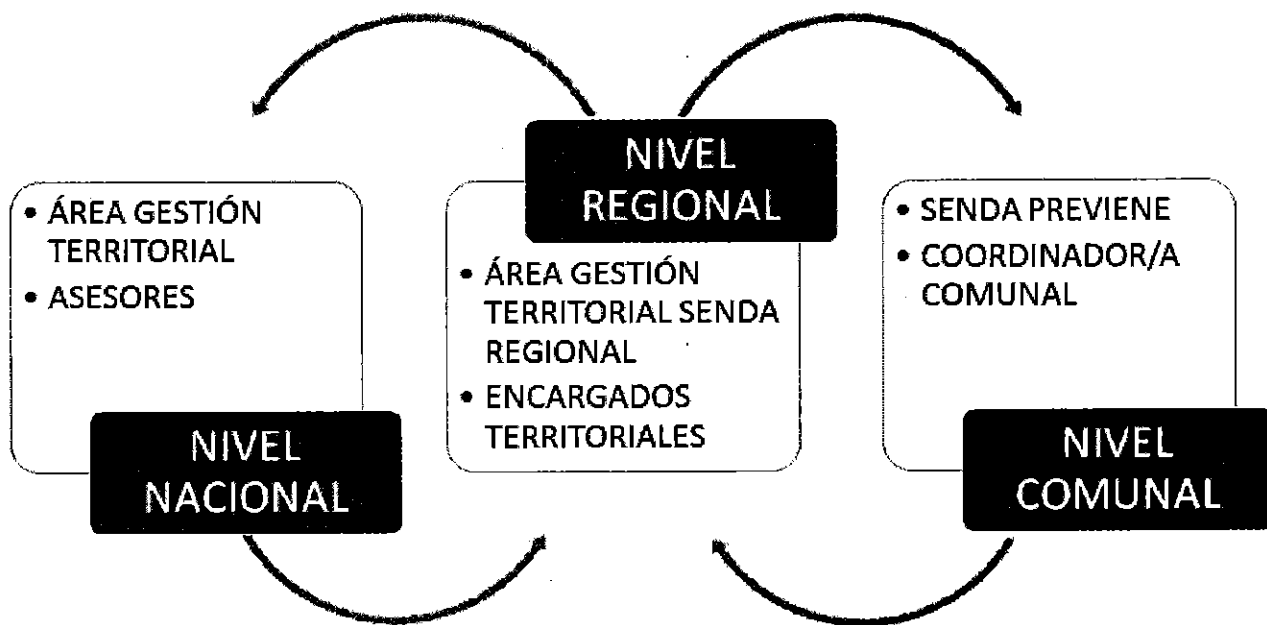 • ÁREA GESTIÓN
TERRITORIAL
• ASESORES
NIVEL
NACIONAL
NIVEL
REGIONAL
• ÁREA GESTIÓN
TERRITORIAL SENDA
REGIONAL
• ENCARGADOS
TERRITORIALES
• SENDA PREVIENE
• COORDINADOR/A
COMUNAL
NIVEL
COMUNAL